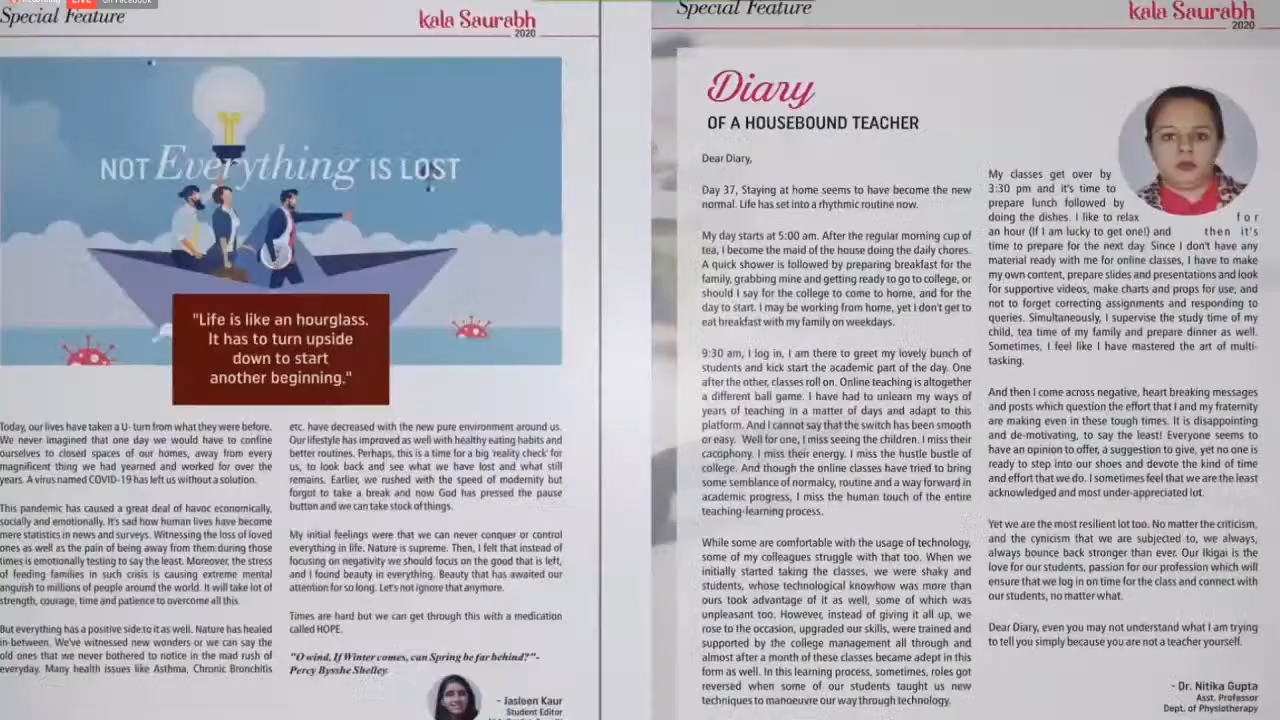 LIVE
on Facebook
Special Feature
kala Saurabh
2020
NOT Everything IS LOST
"Life is like an hourglass.
It has to turn upside
down to start
another beginning."
Today, our lives have taken a U- turn from what they were before.
We never imagined that one day we would have to confine
ourselves to closed spaces of our homes, away from every
magnificent thing we had yearned and worked for over the
years. A virus named COVID-19 has left us without a solution.
This pandemic has caused a great deal of havoc economically,
socially and emotionally. It's sad how human lives have become
mere statistics in news and surveys. Witnessing the loss of loved
ones as well as the pain of being away from them during those
times is emotionally testing to say the least. Moreover, the stress
of feeding families in such crisis is causing extreme mental
anguish to millions of people around the world. It will take lot of
strength, courage, time and patience to overcome all this.
But everything has a positive side to it as well. Nature has healed
in-between. We've witnessed new wonders or we can say the
old ones that we never bothered to notice in the mad rush of
everyday. Many health issues like Asthma, Chronic Bronchitis
etc. have decreased with the new pure environment around us.
Our lifestyle has improved as well with healthy eating habits and
better routines. Perhaps, this is a time for a big 'reality check' for
us, to look back and see what we have lost and what still
remains. Earlier, we rushed with the speed of modernity but
forgot to take a break and now God has pressed the pause
button and we can take stock of things.
My initial feelings were that we can never conquer or control
everything in life. Nature is supreme. Then, I felt that instead of
focusing on negativity we should focus on the good that is left,
and i found beauty in everything. Beauty that has awaited our
attention for so long. Let's not ignore that anymore.
Times are hard but we can get through this with a medication
called HOPE.
"O wind, If Winter comes, can Spring be far behind?"-
Percy Bysshe Shelley.
- Jasleen Kaur
Student Editor
Special Feature
kala Saurabh
2020
Diary
OF A HOUSEBOUND TEACHER
Dear Diary,
Day 37, Staying at home seems to have become the new
normal. Life has set into a rhythmic routine now.
My day starts at 5:00 am. After the regular morning cup of
tea, I become the maid of the house doing the daily chores.
A quick shower is followed by preparing breakfast for the
family, grabbing mine and getting ready to go to college, or
should I say for the college to come to home, and for the
day to start. I may be working from home, yet I don't get to
eat breakfast with my family on weekdays.
9:30 am, I log in, I am there to greet my lovely bunch of
students and kick start the academic part of the day. One
after the other, classes roll on. Online teaching is altogether
a different ball game. I have had to unlearn my ways of
years of teaching in a matter of days and adapt to this
platform. And I cannot say that the switch has been smooth
or easy. Well for one, I miss seeing the children. I miss their
cacophony. I miss their energy. I miss the hustle bustle of
college. And though the online classes have tried to bring
some semblance of normalcy, routine and a way forward in
academic progress, I miss the human touch of the entire
teaching-learning process.
While some are comfortable with the usage of technology,
some of my colleagues struggle with that too. When we
initially started taking the classes, we were shaky and
students, whose technological knowhow was more than
ours took advantage of it as well, some of which was
unpleasant too. However, instead of giving it all up, we
rose to the occasion, upgraded our skills, were trained and
supported by the college management all through and
almost after a month of these classes became adept in this
form as well. In this learning process, sometimes, roles got
reversed when some of our students taught us new
techniques to manoeuvre our way through technology.
My classes get over by
3:30 pm and it's time to
prepare lunch followed by
doing the dishes. I like to relax for
an hour (If I am lucky to get one!) and then it's
time to prepare for the next day. Since I don't have any
material ready with me for online classes, I have to make
my own content, prepare slides and presentations and look
for supportive videos, make charts and props for use, and
not to forget correcting assignments and responding to
queries. Simultaneously, I supervise the study time of my
child, tea time of my family and prepare dinner as well.
Sometimes, I feel like I have mastered the art of multi-
tasking.
And then I come across negative, heart breaking messages
and posts which question the effort that I and my fraternity
are making even in these tough times. It is disappointing
and de-motivating, to say the least! Everyone seems to
have an opinion to offer, a suggestion to give, yet no one is
ready to step into our shoes and devote the kind of time
and effort that we do. I sometimes feel that we are the least
acknowledged and most under-appreciated lot.
Yet we are the most resilient lot too. No matter the criticism,
and the cynicism that we are subjected to, we always,
always bounce back stronger than ever. Our Ikigai is the
love for our students, passion for our profession which will
ensure that we log in on time for the class and connect with
our students, no matter what.
Dear Diary, even you may not understand what I am trying
to tell you simply because you are not a teacher yourself.
- Dr. Nitika Gupta
Asst. Professor
Dept. of Physiotherapy